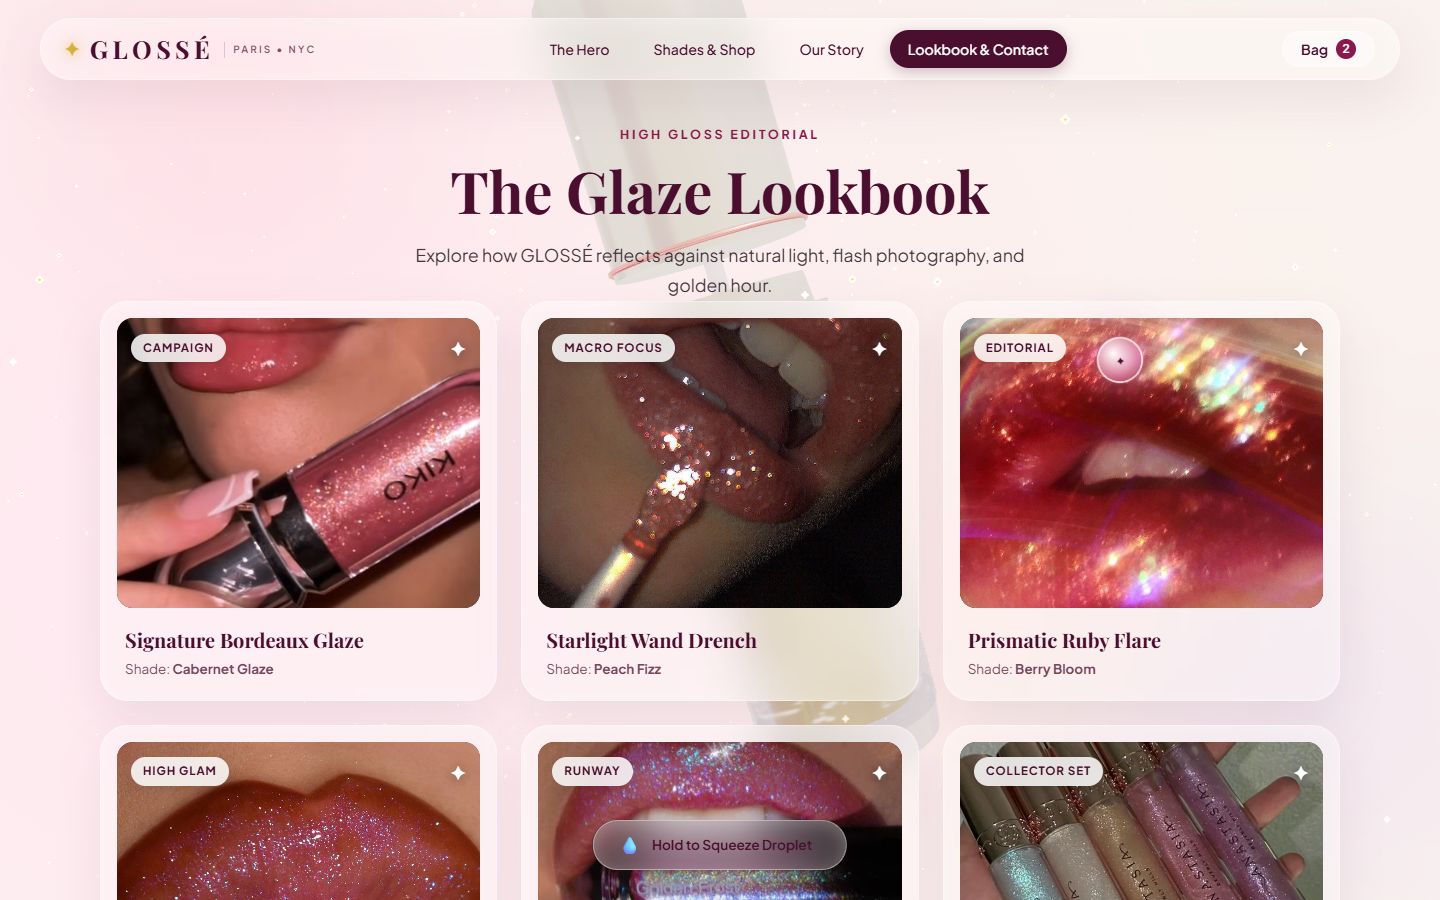 GLOSSÉ
PARIS • NYC
The Hero
Shades & Shop
Our Story
Lookbook & Contact
Bag 2
HIGH GLOSS EDITORIAL
The Glaze Lookbook
Explore how GLOSSÉ reflects against natural light, flash photography, and
golden hour.
CAMPAIGN
MACRO FOCUS
EDITORIAL
KIKO
Signature Bordeaux Glaze
Starlight Wand Drench
Prismatic Ruby Flare
Shade: Cabernet Glaze
Shade: Peach Fizz
Shade: Berry Bloom
HIGH GLAM
RUNWAY
COLLECTOR SET
ANASTASIA
ANASTASIA
💧 Hold to Squeeze Droplet